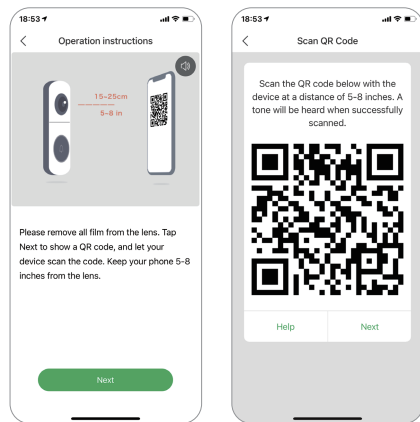 18:53
Operation instructions
15-25cm
5-8 in
Please remove all film from the lens. Tap
Next to show a QR code, and let your
device scan the code. Keep your phone 5-8
inches from the lens.
Next
18:53
Scan QR Code
Scan the QR code below with the
device at a distance of 5-8 inches. A
tone will be heard when successfully
scanned.
Help Next